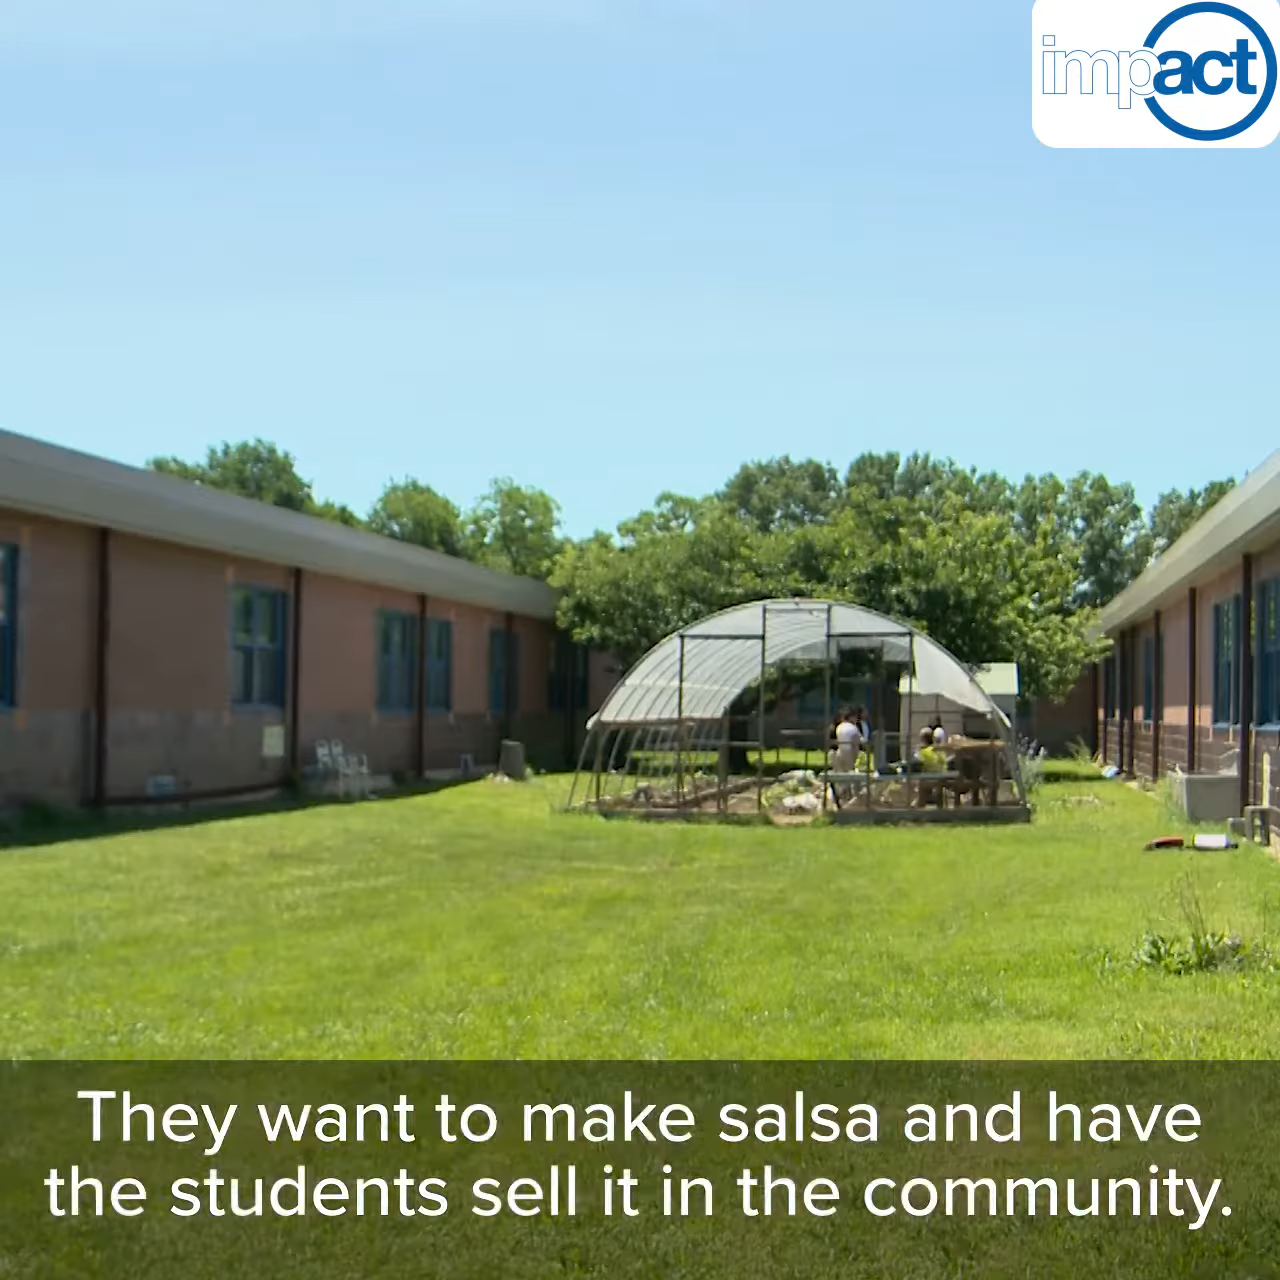 impact
They want to make salsa and have
the students sell it in the community.